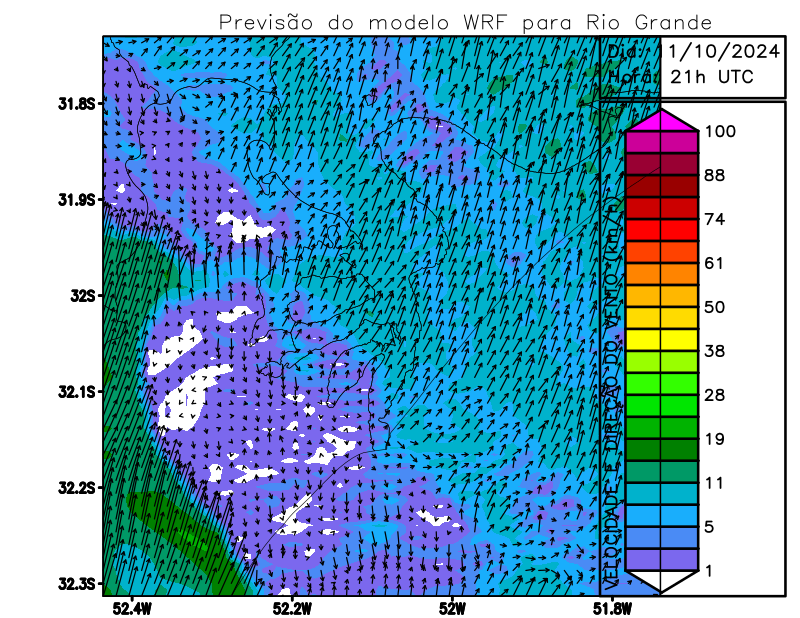 Previsão do modelo WRF para Rio Grande
Dia: 11/10/2024
Hora: 21h UTC
31.8S
31.9S
32S
32.1S
32.2S
32.3S
52.4W
52.2W
52W
51.8W
VELOCIDADE E DIREÇÃO DO VENTO (km/h)
100
88
74
61
50
38
28
19
11
5
1